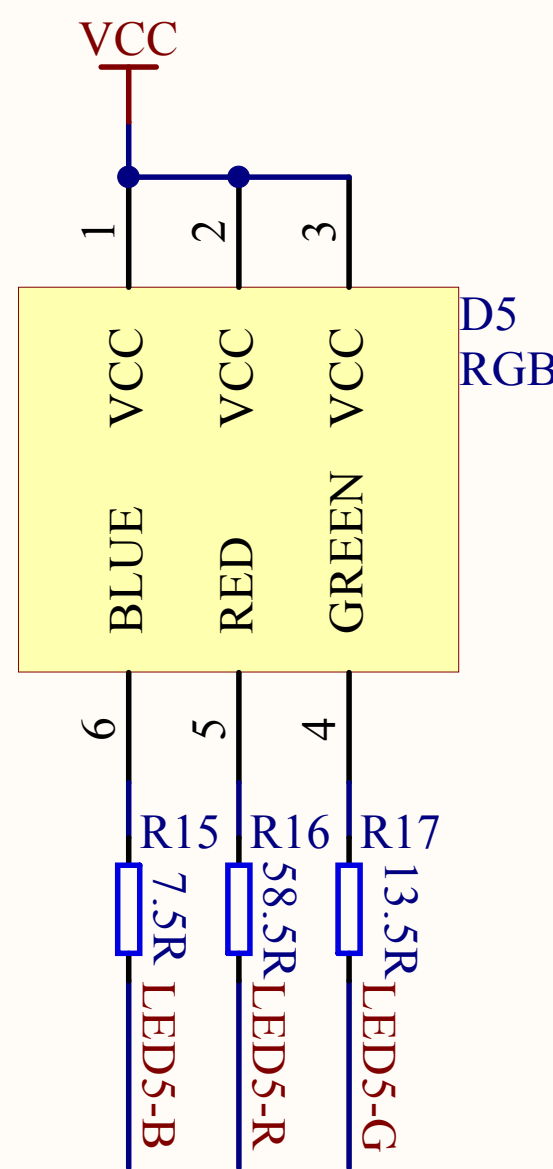 VCC
1
2
3
D5
RGB
VCC
VCC
VCC
BLUE
RED
GREEN
6
5
4
R15
R16
R17
7.5R
58.5R
13.5R
LED5-B
LED5-R
LED5-G